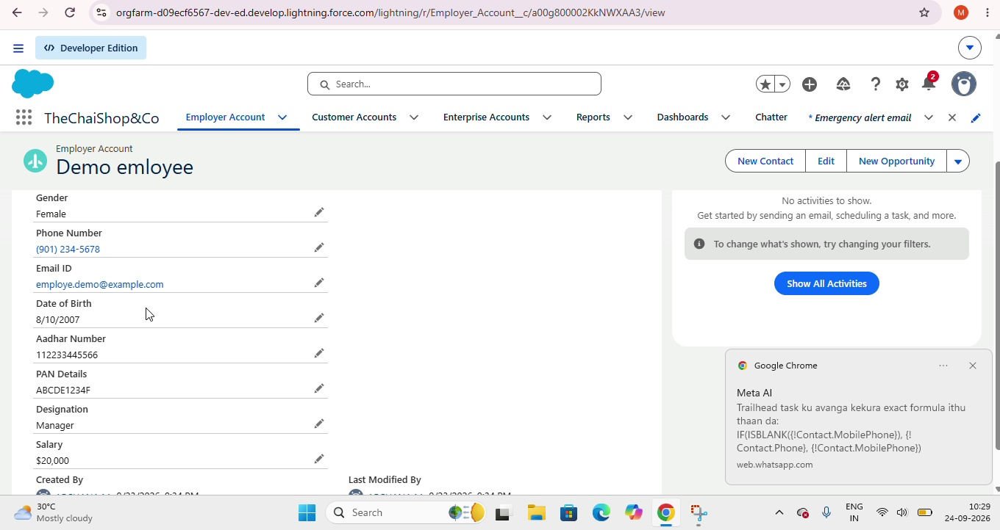 orgfarm-d09ecf6567-dev-ed.develop.lightning.force.com/lightning/r/Employer_Account__c/a00g800002KkNWXAA3/view
M
</> Developer Edition
Search...
2
TheChaiShop&Co
Employer Account
Customer Accounts
Enterprise Accounts
Reports
Dashboards
Chatter
* Emergency alert email
Employer Account
Demo emloyee
New Contact
Edit
New Opportunity
Gender
Female
Phone Number
(901) 234-5678
Email ID
employe.demo@example.com
Date of Birth
8/10/2007
Aadhar Number
112233445566
PAN Details
ABCDE1234F
Designation
Manager
Salary
$20,000
Created By
Last Modified By
No activities to show.
Get started by sending an email, scheduling a task, and more.
To change what's shown, try changing your filters.
Show All Activities
Google Chrome
Meta AI
Trailhead task ku avanga kekura exact formula ithu
thaan da:
IF(ISBLANK({!Contact.MobilePhone}), {!
Contact.Phone}, {!Contact.MobilePhone})
web.whatsapp.com
30°C
Mostly cloudy
Search
ENG
IN
10:29
24-09-2026